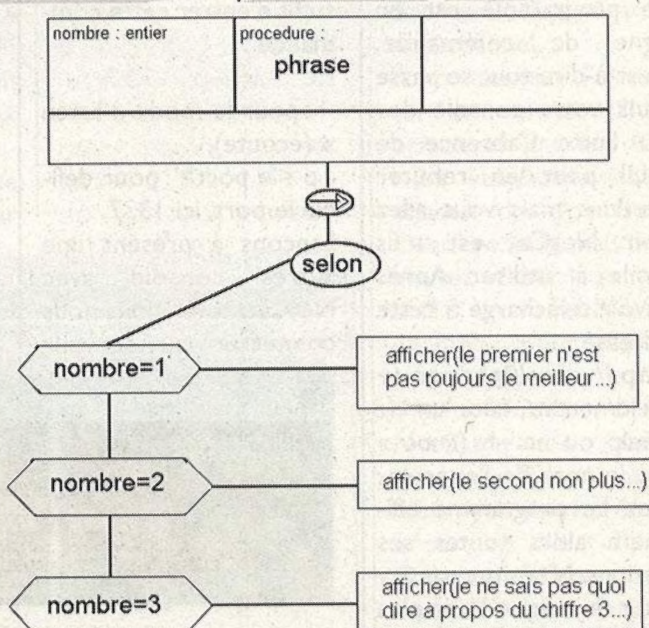 nombre : entier
procedure :
phrase
selon
nombre=1
afficher(le premier n'est
pas toujours le meilleur...)
nombre=2
afficher(le second non plus...)
nombre=3
afficher(je ne sais pas quoi
dire à propos du chiffre 3...)